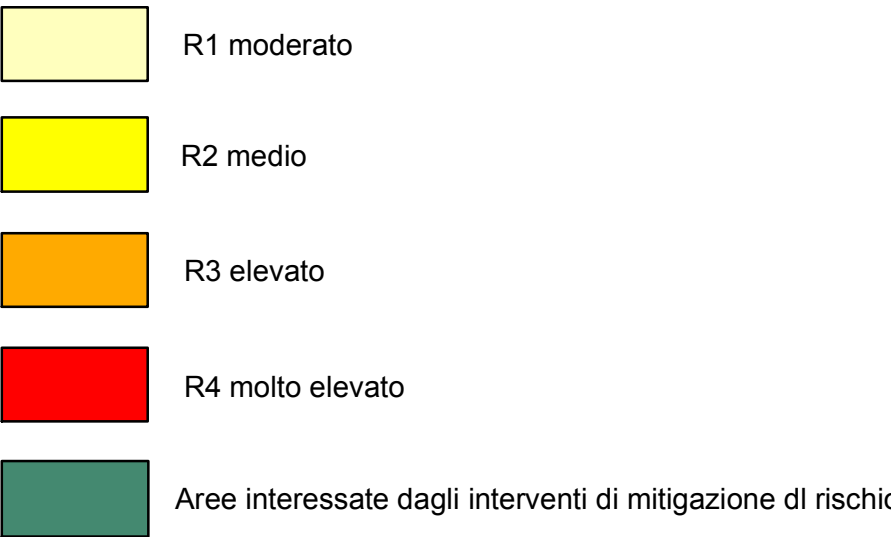 R1 moderato
R2 medio
R3 elevato
R4 molto elevato
Aree interessate dagli interventi di mitigazione dl rischio